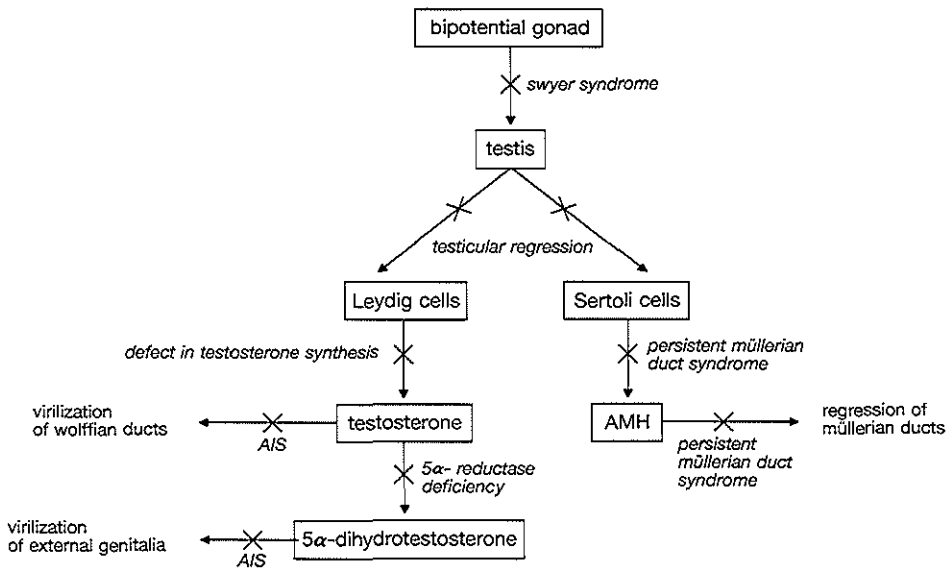 bipotential gonad
swyer syndrome
testis
testicular regression
Leydig cells
Sertoli cells
defect in testosterone synthesis
persistent müllerian
duct syndrome
virilization
of wolffian ducts
AIS
testosterone
AMH
regression of
müllerian ducts
persistent
müllerian duct
syndrome
5α- reductase
deficiency
virilization
of external genitalia
AIS
5α-dihydrotestosterone